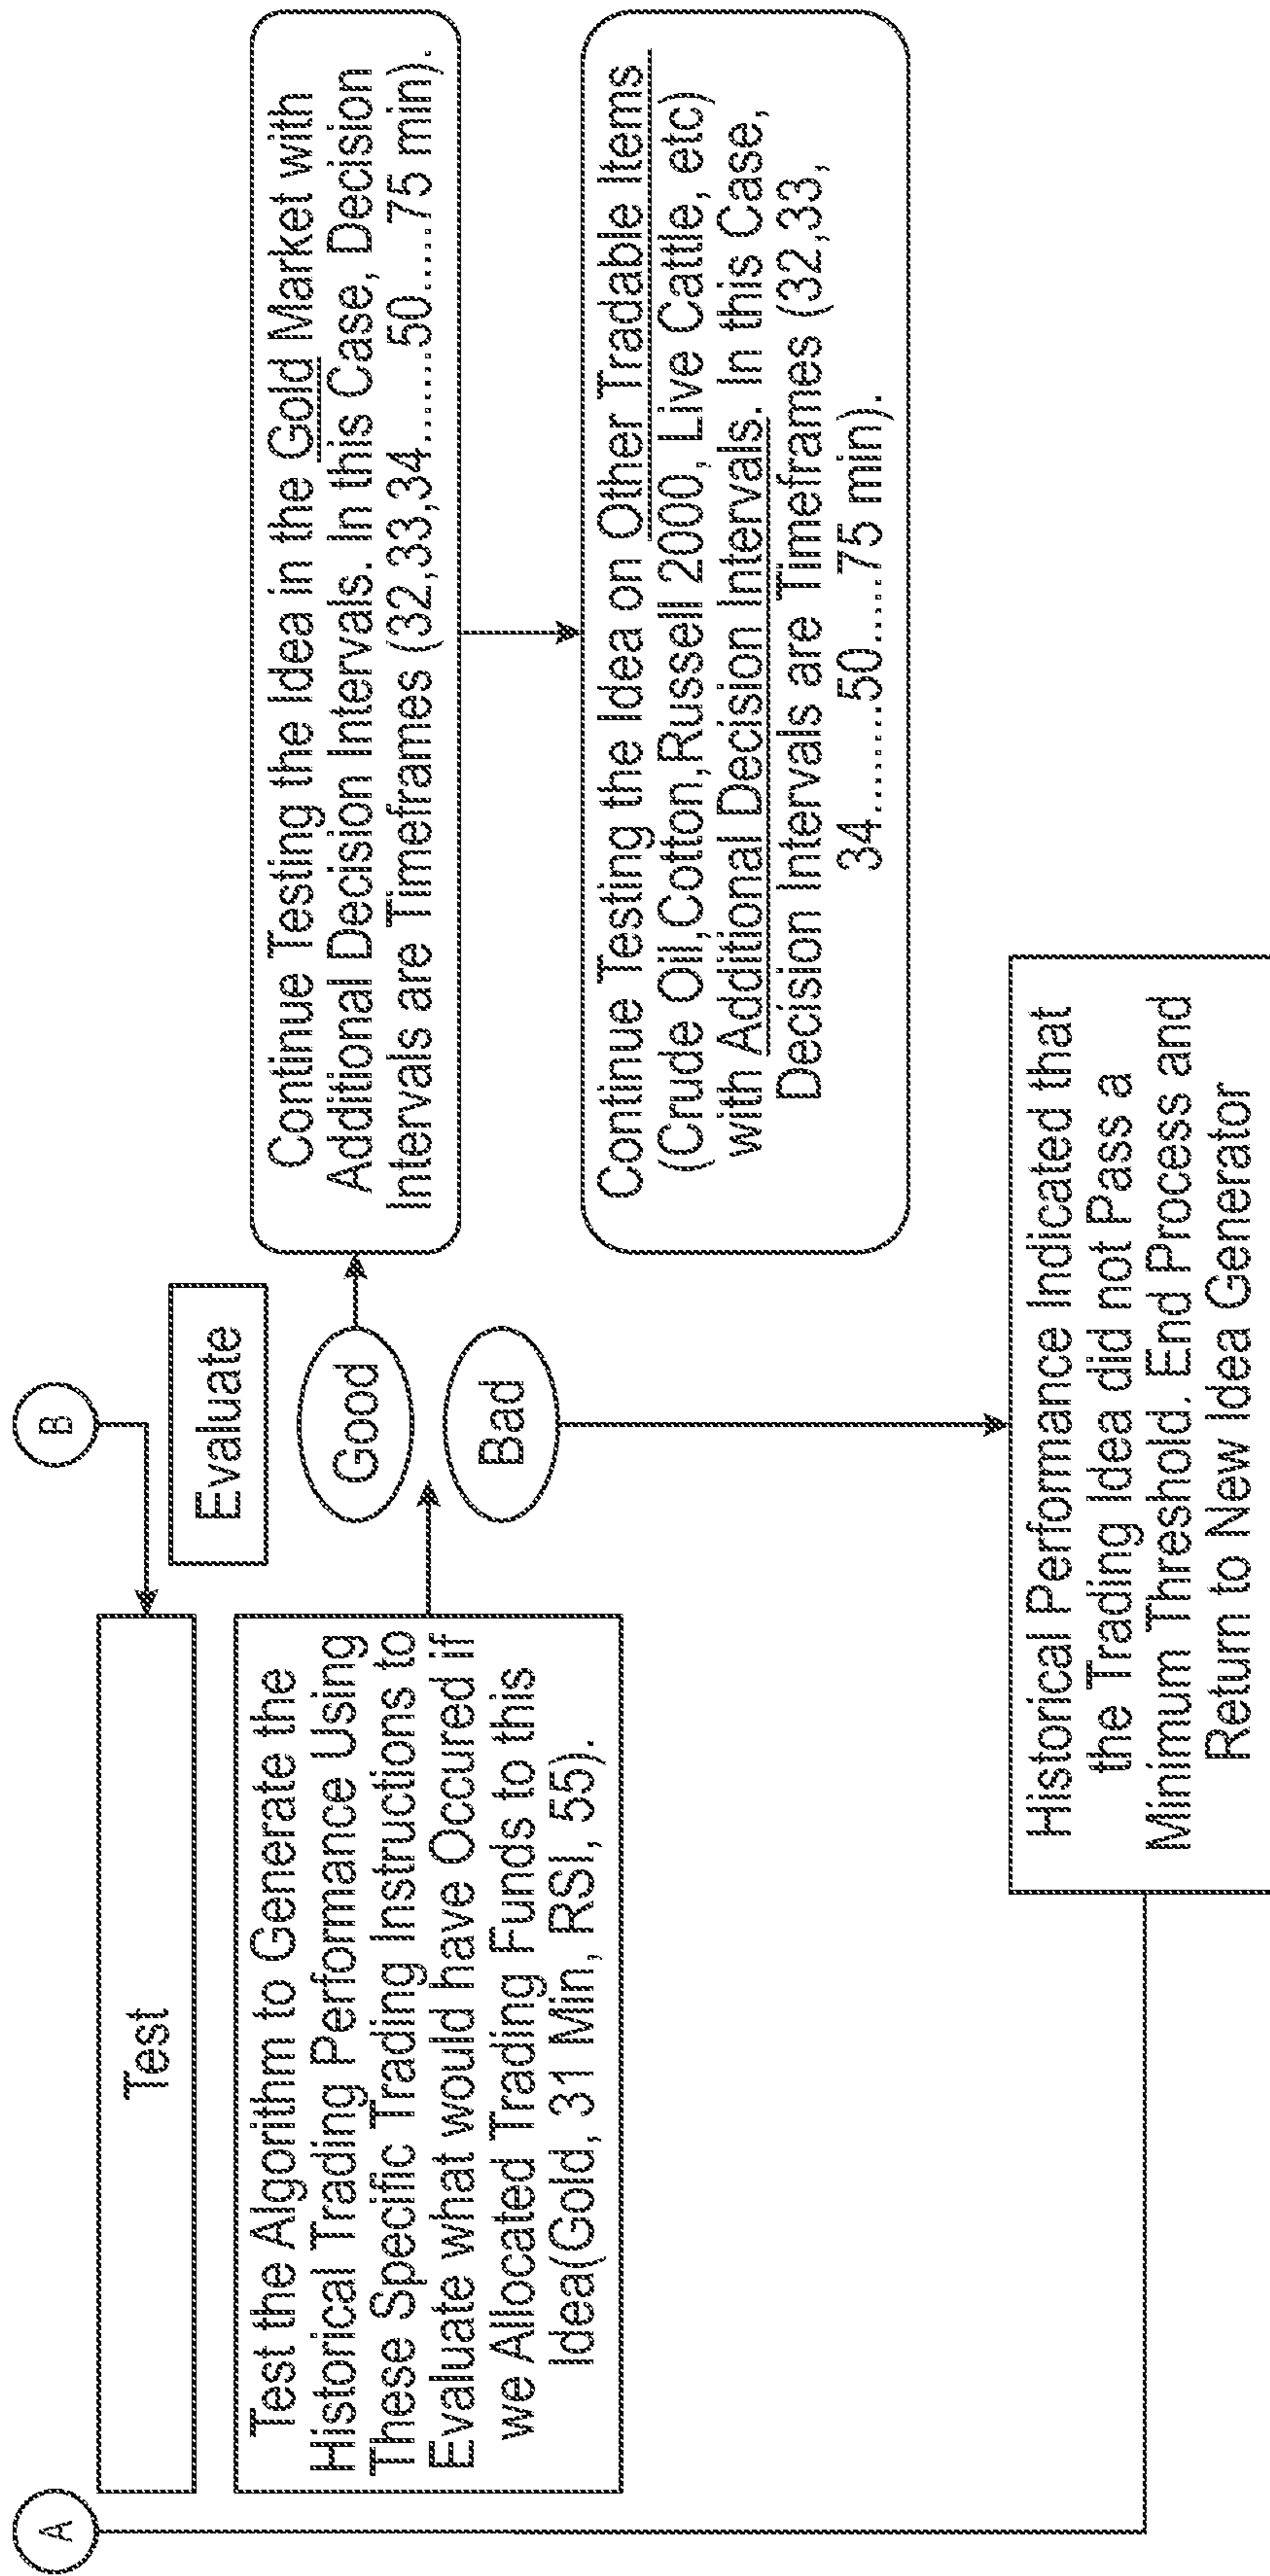 A
B
Test
Evaluate
Test the Algorithm to Generate the
Historical Trading Performance Using
These Specific Trading Instructions to
Evaluate what would have Occured if
we Allocated Trading Funds to this
Idea(Gold, 31 Min, RSI, 55).
Good
Bad
Continue Testing the Idea in the Gold Market with
Additional Decision Intervals. In this Case, Decision
Intervals are Timeframes (32,33,34........50....75 min).
Continue Testing the Idea on Other Tradable Items
(Crude Oil,Cotton,Russell 2000, Live Cattle, etc)
with Additional Decision Intervals. In this Case,
Decision Intervals are Timeframes (32,33,
34.........50....75 min).
Historical Performance Indicated that
the Trading Idea did not Pass a
Minimum Threshold. End Process and
Return to New Idea Generator